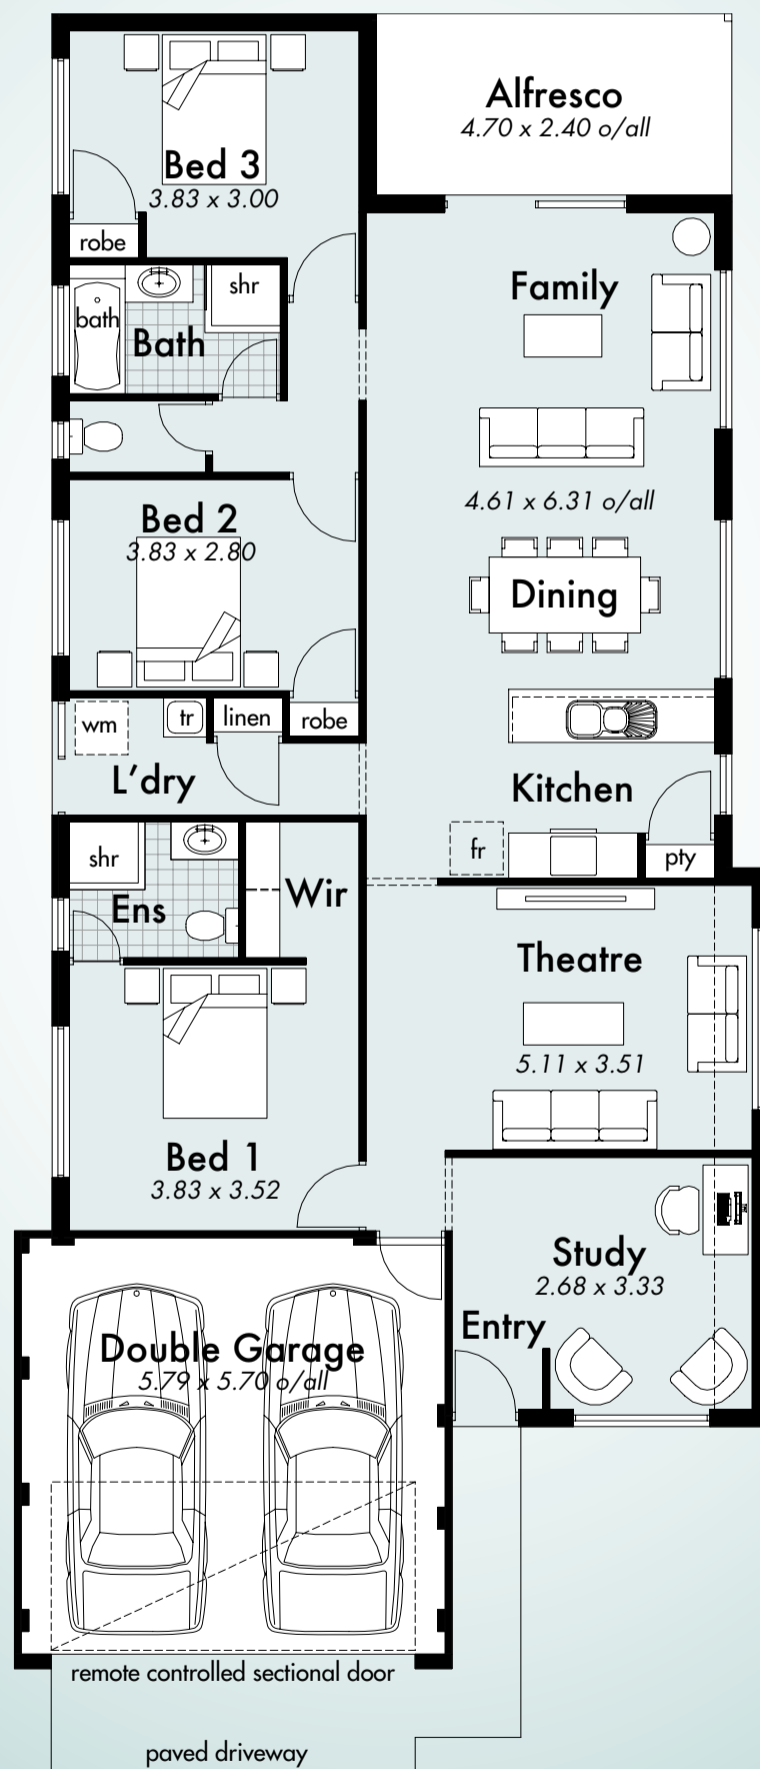 Alfresco
4.70 x 2.40 o/all
Bed 3
3.83 x 3.00
robe
shr
bath
Bath
Family
4.61 x 6.31 o/all
Bed 2
3.83 x 2.80
Dining
wm
tr
linen
robe
L'dry
Kitchen
fr
pty
shr
Ens
Wir
Theatre
5.11 x 3.51
Bed 1
3.83 x 3.52
Study
2.68 x 3.33
Entry
Double Garage
5.79 x 5.70 o/all
remote controlled sectional door
paved driveway